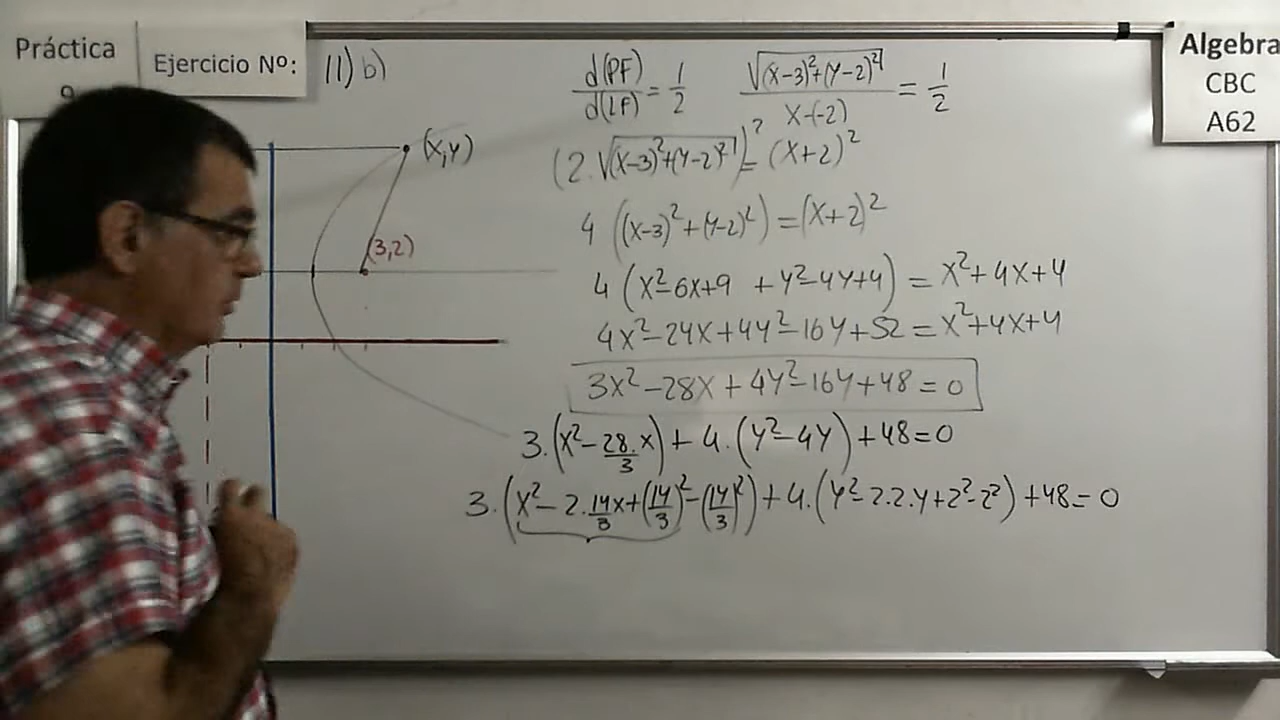 Práctica
Ejercicio Nº: 11) b)
Algebra
CBC
A62
d(PF)/d(LF) = 1/2    √((x-3)²+(y-2)²)/x-(-2) = 1/2
(2.√((x-3)²+(y-2)²))² = (x+2)²
4 ((x-3)²+(y-2)²) = (x+2)²
4 (x²-6x+9 + y²-4y+4) = x²+4x+4
4x²-24x+4y²-16y+52 = x²+4x+4
3x²-28x+4y²-16y+48=0
3.(x²-28/3.x)+4.(y²-4y)+48=0
3.(x²-2.14/3x+(14/3)²-(14/3)²)+4.(y²-2.2.y+2²-2²)+48=0
(x,y)
(3,2)